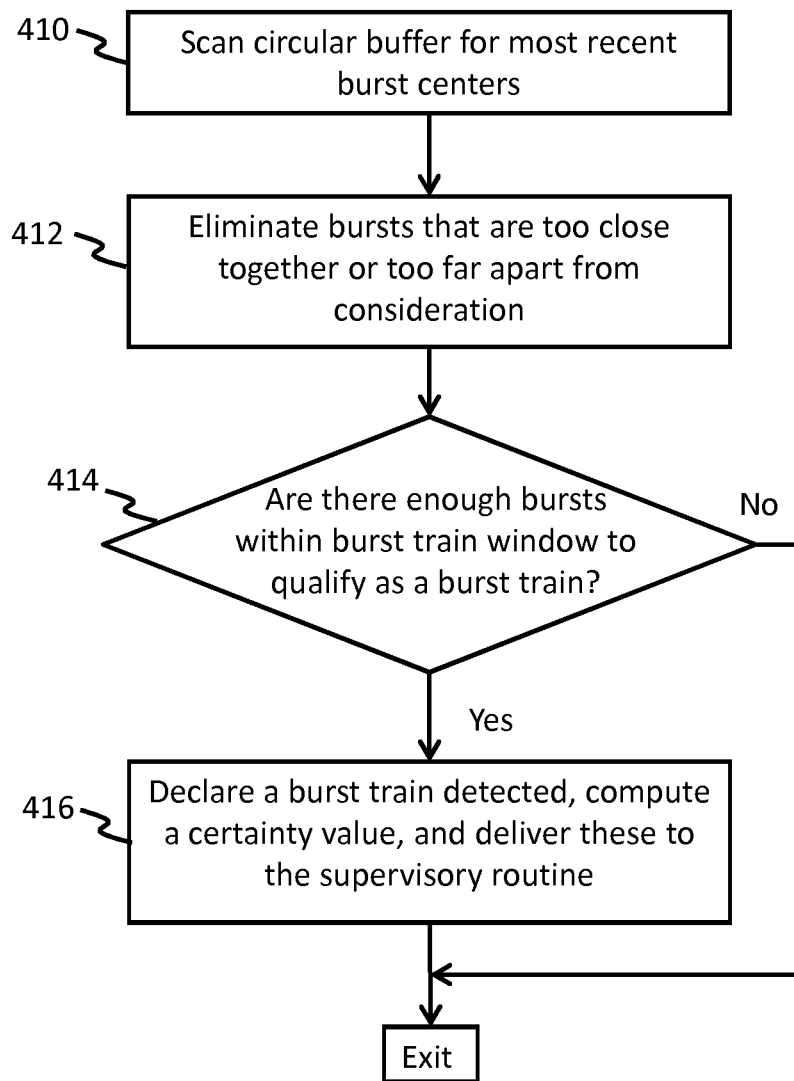 410
Scan circular buffer for most recent
burst centers
412
Eliminate bursts that are too close
together or too far apart from
consideration
414
Are there enough bursts
within burst train window to
qualify as a burst train?
No
Yes
416
Declare a burst train detected, compute
a certainty value, and deliver these to
the supervisory routine
Exit